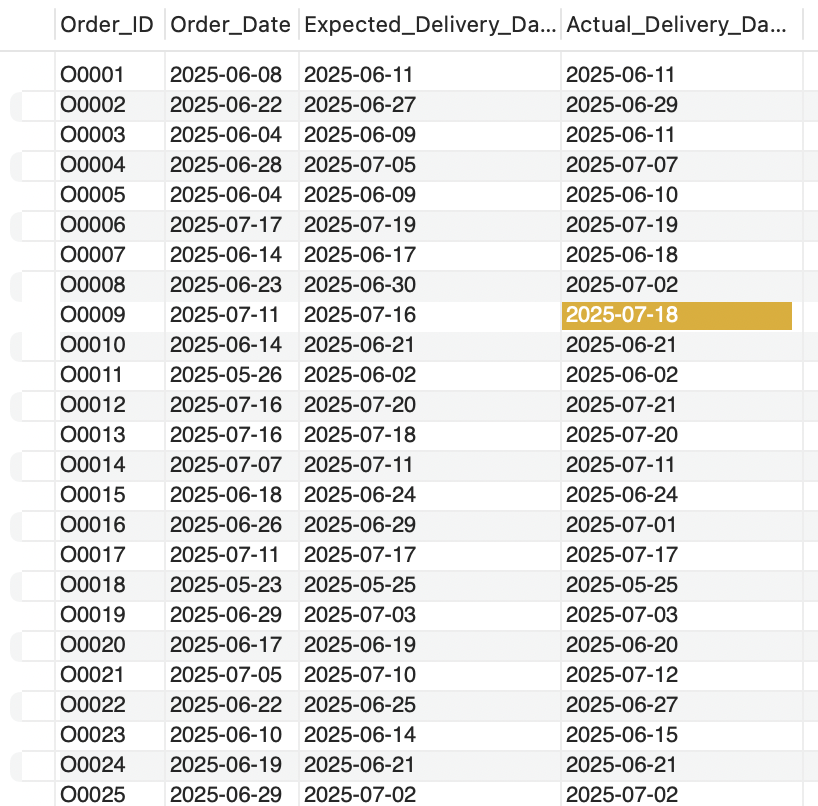 Order_ID Order_Date Expected_Delivery_Da... Actual_Delivery_Da...
O0001 2025-06-08 2025-06-11 2025-06-11
O0002 2025-06-22 2025-06-27 2025-06-29
O0003 2025-06-04 2025-06-09 2025-06-11
O0004 2025-06-28 2025-07-05 2025-07-07
O0005 2025-06-04 2025-06-09 2025-06-10
O0006 2025-07-17 2025-07-19 2025-07-19
O0007 2025-06-14 2025-06-17 2025-06-18
O0008 2025-06-23 2025-06-30 2025-07-02
O0009 2025-07-11 2025-07-16 2025-07-18
O0010 2025-06-14 2025-06-21 2025-06-21
O0011 2025-05-26 2025-06-02 2025-06-02
O0012 2025-07-16 2025-07-20 2025-07-21
O0013 2025-07-16 2025-07-18 2025-07-20
O0014 2025-07-07 2025-07-11 2025-07-11
O0015 2025-06-18 2025-06-24 2025-06-24
O0016 2025-06-26 2025-06-29 2025-07-01
O0017 2025-07-11 2025-07-17 2025-07-17
O0018 2025-05-23 2025-05-25 2025-05-25
O0019 2025-06-29 2025-07-03 2025-07-03
O0020 2025-06-17 2025-06-19 2025-06-20
O0021 2025-07-05 2025-07-10 2025-07-12
O0022 2025-06-22 2025-06-25 2025-06-27
O0023 2025-06-10 2025-06-14 2025-06-15
O0024 2025-06-19 2025-06-21 2025-06-21
O0025 2025-06-29 2025-07-02 2025-07-02